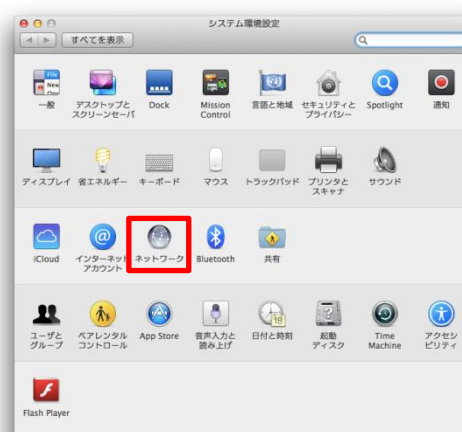 システム環境設定
すべてを表示
一般
デスクトップと
スクリーンセーバ
Dock
Mission
Control
言語と地域
セキュリティと
プライバシー
Spotlight
通知
ディスプレイ
省エネルギー
キーボード
マウス
トラックパッド
プリンタと
スキャナ
サウンド
iCloud
インターネット
アカウント
ネットワーク
Bluetooth
共有
ユーザと
グループ
ペアレンタル
コントロール
App Store
音声入力と
読み上げ
日付と時刻
起動
ディスク
Time
Machine
アクセシ
ビリティ
Flash Player